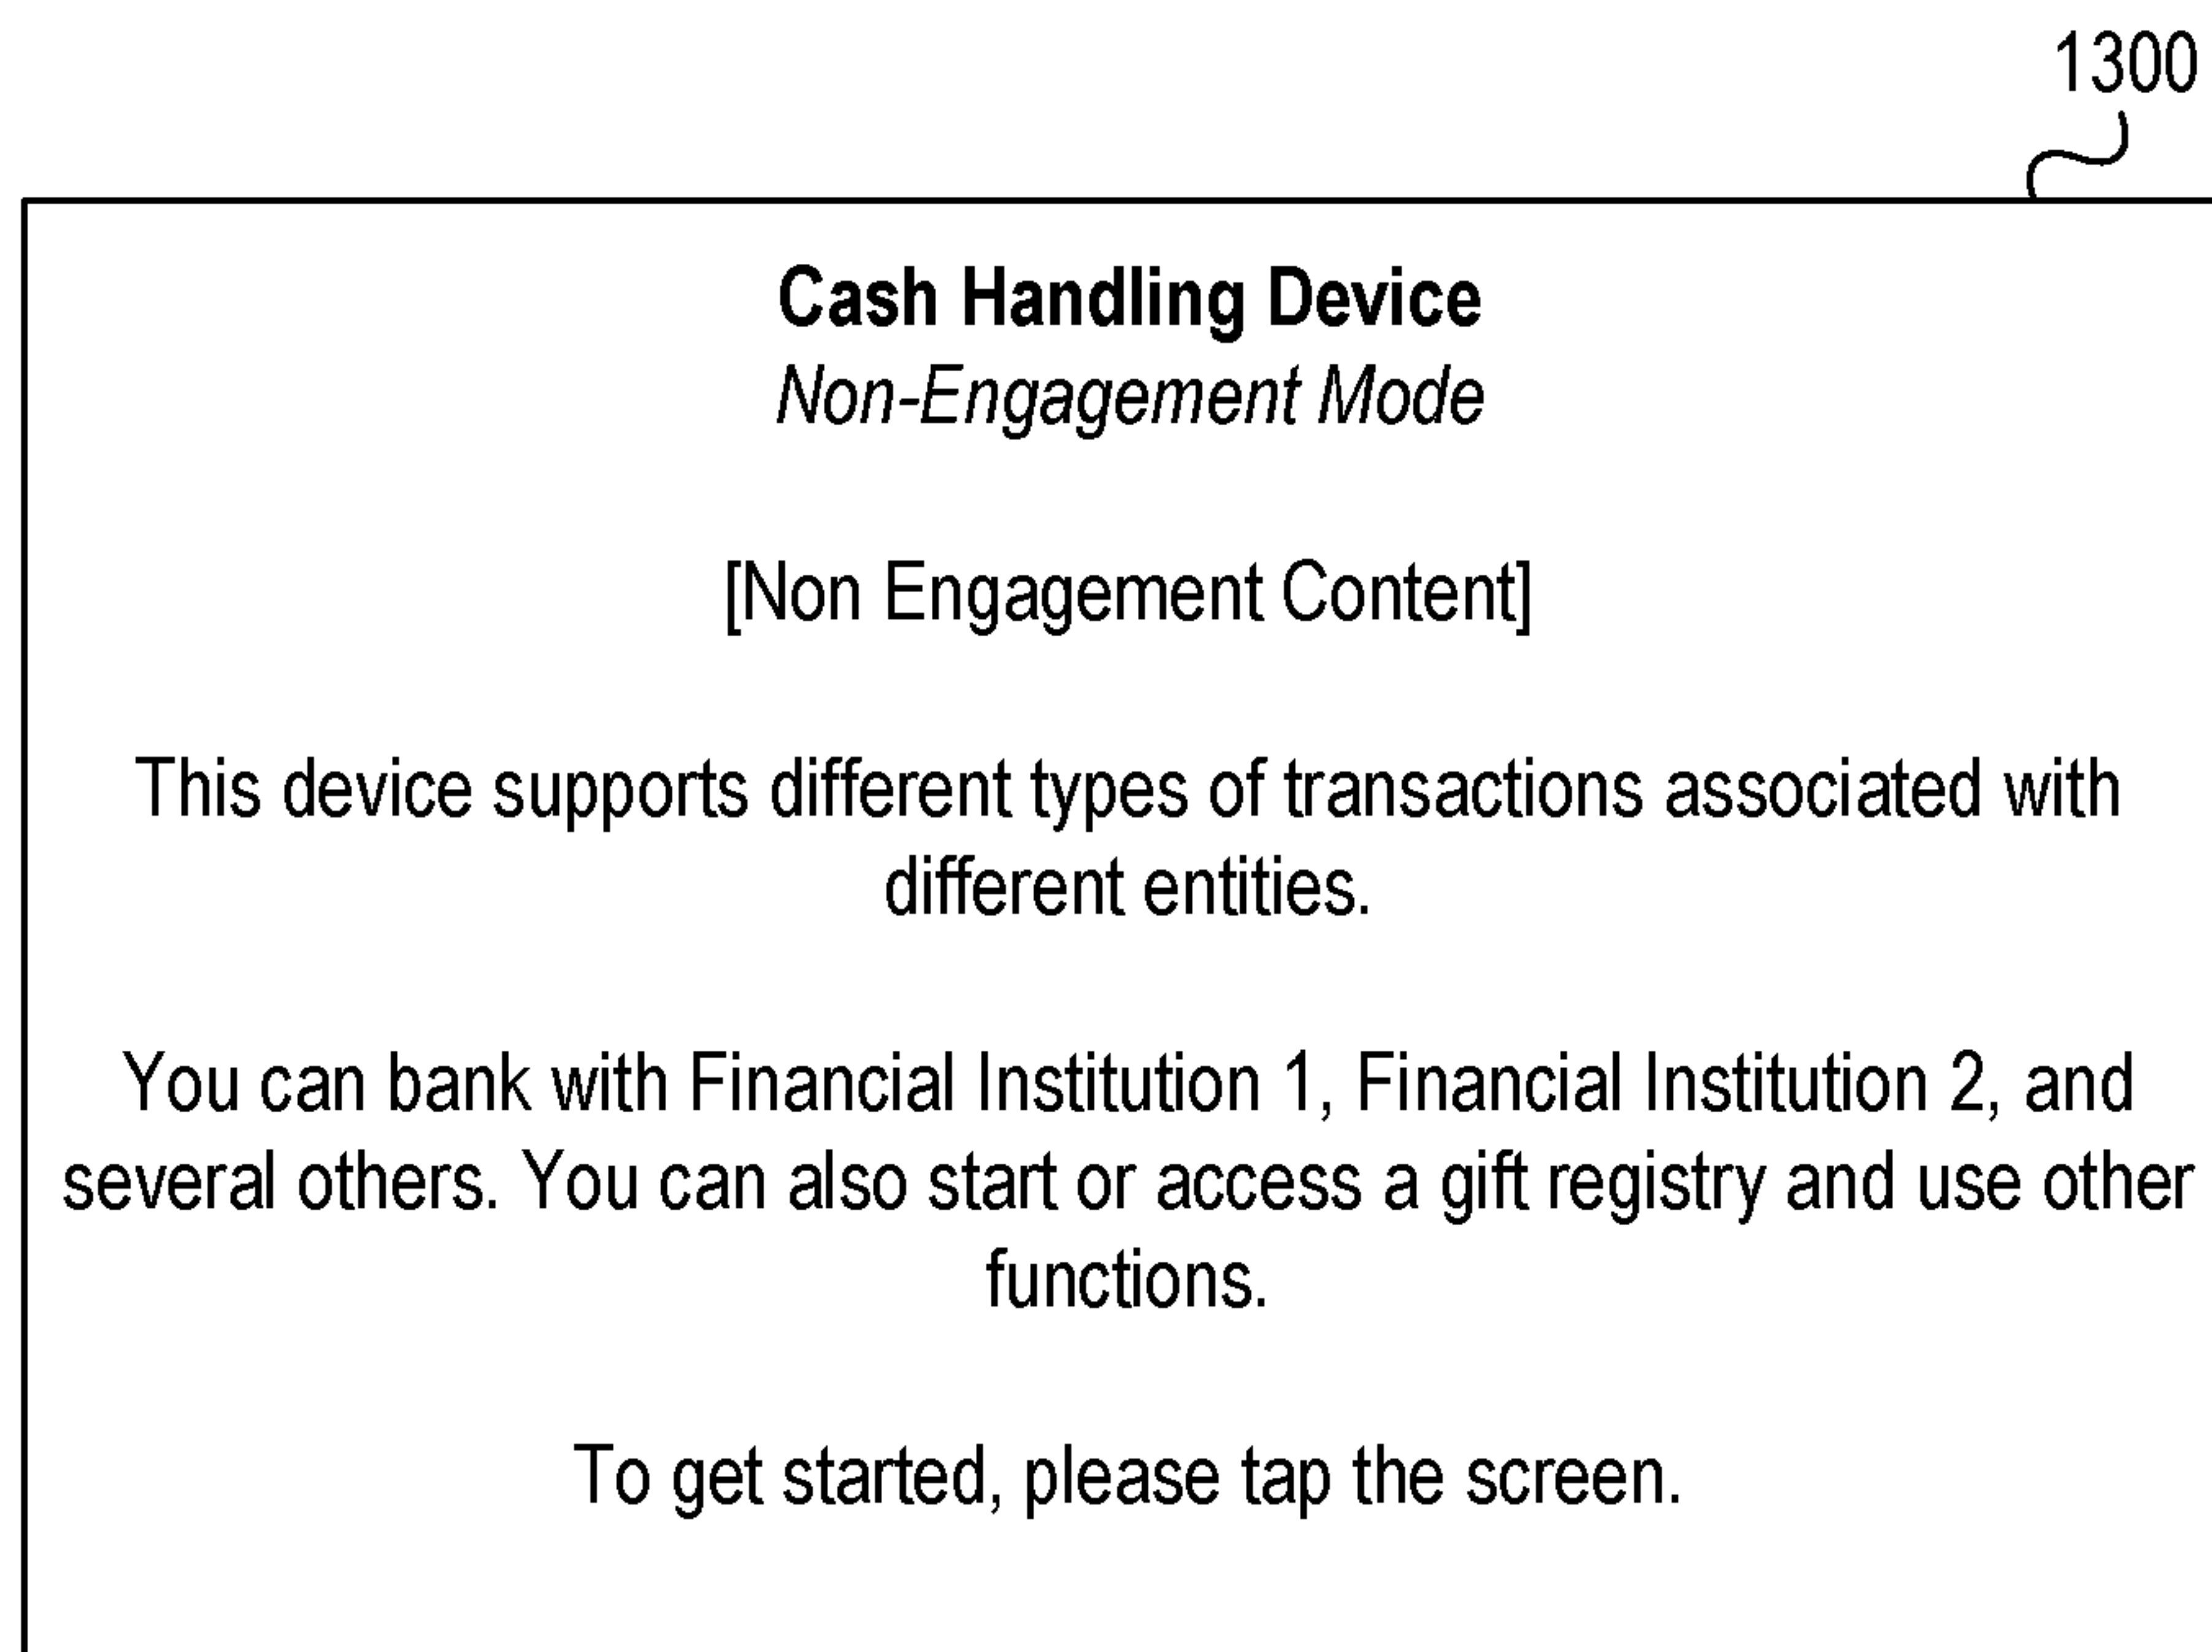 1300
Cash Handling Device
Non-Engagement Mode
[Non Engagement Content]
This device supports different types of transactions associated with
different entities.
You can bank with Financial Institution 1, Financial Institution 2, and
several others. You can also start or access a gift registry and use other
functions.
To get started, please tap the screen.